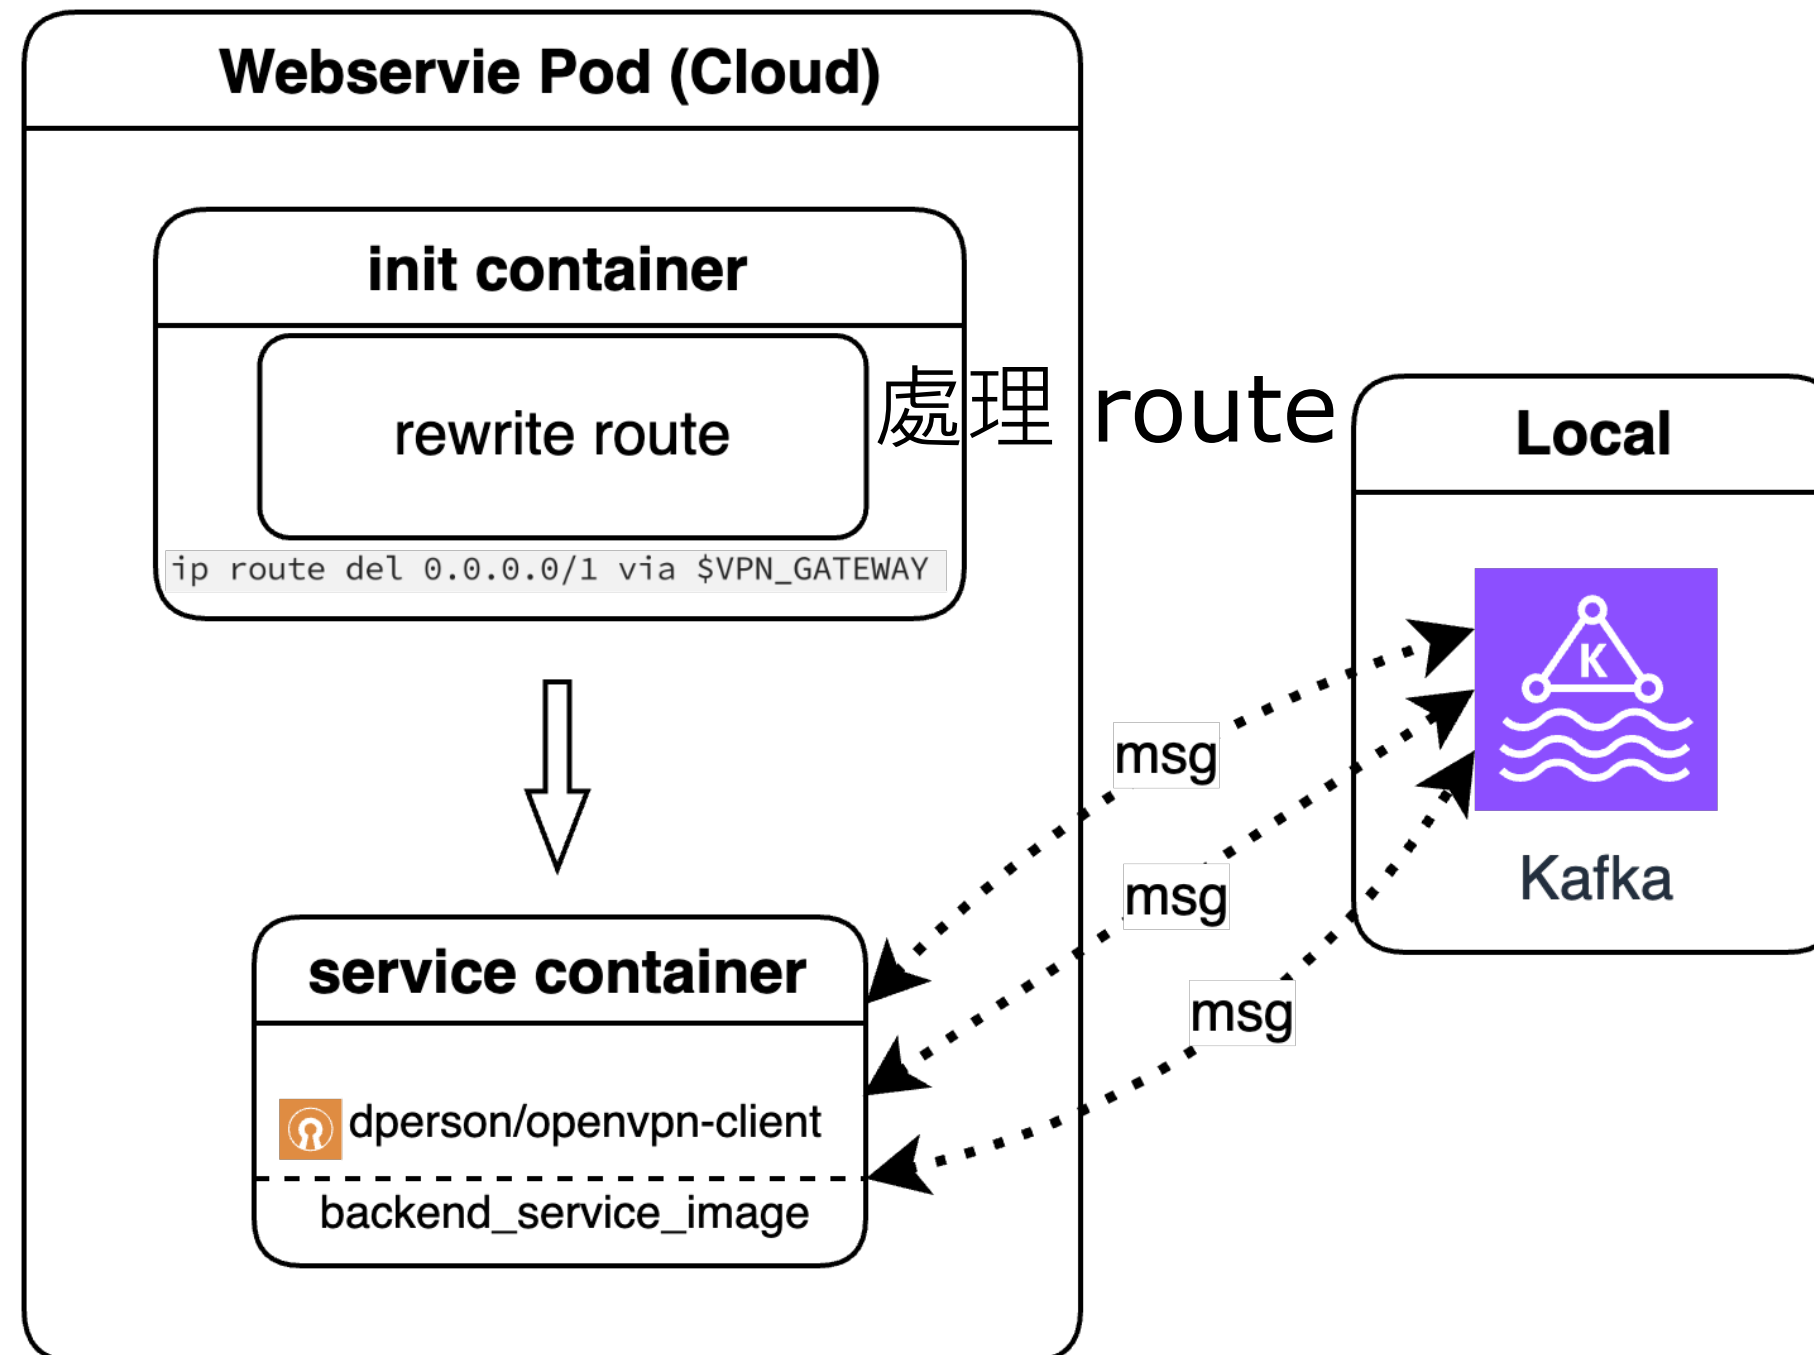 Webservie Pod (Cloud)
init container
rewrite route
處理 route
ip route del 0.0.0.0/1 via $VPN_GATEWAY
Local
K
Kafka
msg
msg
msg
service container
dperson/openvpn-client
backend_service_image